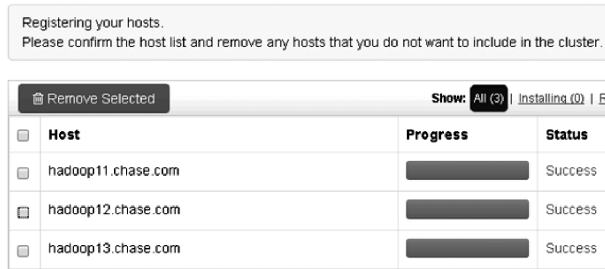 Registering your hosts.
Please confirm the host list and remove any hosts that you do not want to include in the cluster.
Remove Selected Show: All (3) | Installing (0) |
Host Progress Status
hadoop11.chase.com Success
hadoop12.chase.com Success
hadoop13.chase.com Success